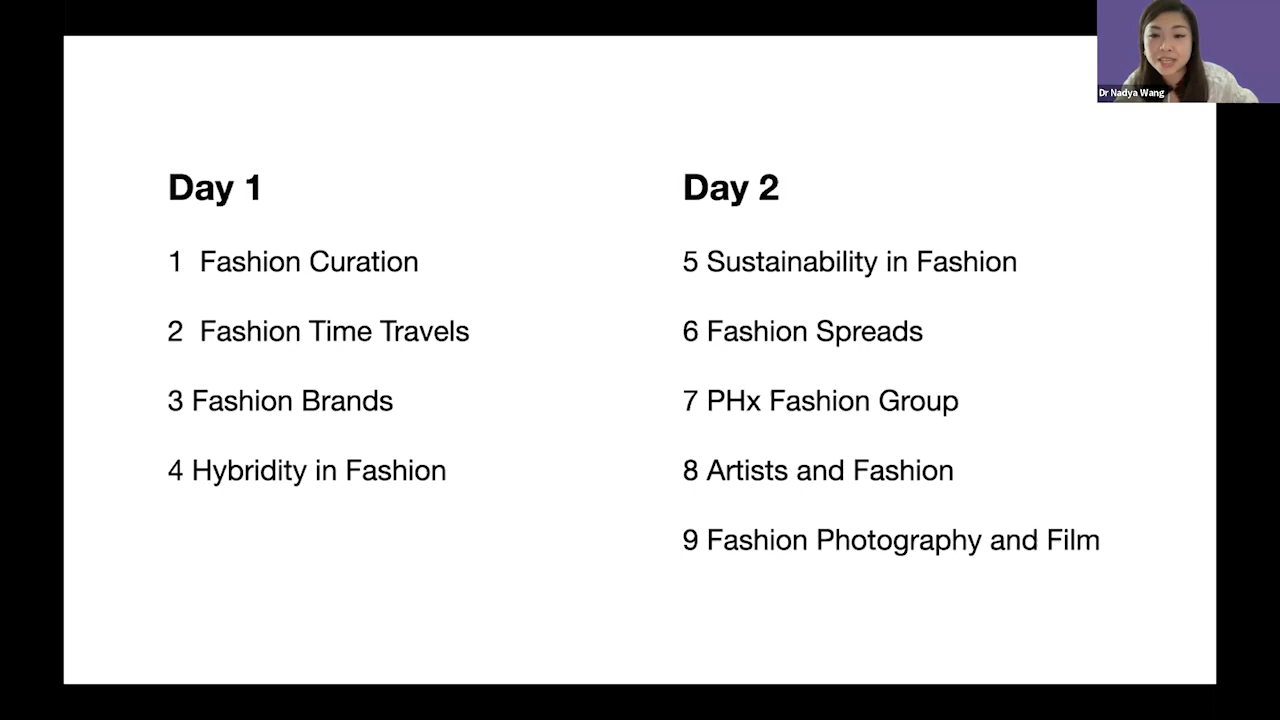 Dr Nadya Wang
Day 1
1 Fashion Curation
2 Fashion Time Travels
3 Fashion Brands
4 Hybridity in Fashion
Day 2
5 Sustainability in Fashion
6 Fashion Spreads
7 PHx Fashion Group
8 Artists and Fashion
9 Fashion Photography and Film